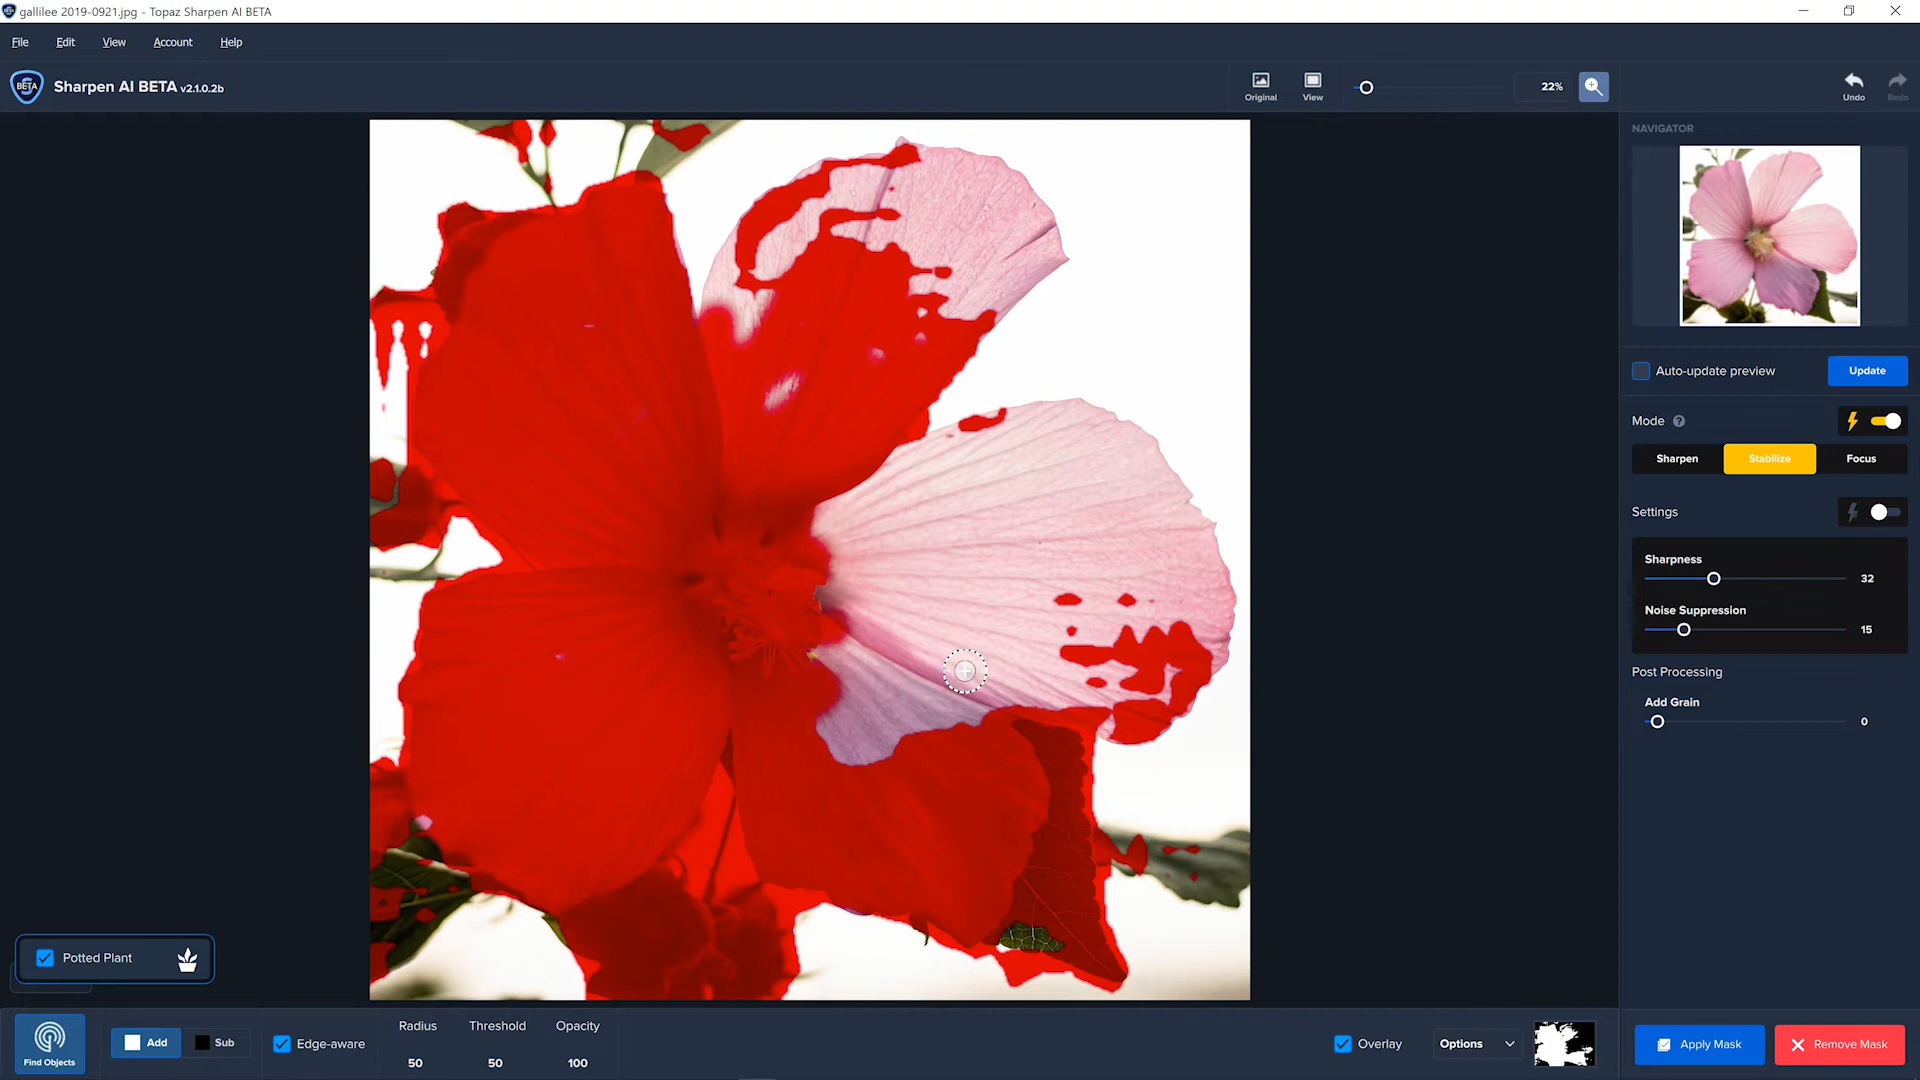 gallilee 2019-0921.jpg - Topaz Sharpen AI BETA
File Edit View Account Help
BETA
Sharpen AI BETA v2.1.0.2b
Original
View
22%
Undo
Redo
NAVIGATOR
Auto-update preview
Update
Mode
Sharpen
Stabilize
Focus
Settings
Sharpness
32
Noise Suppression
15
Post Processing
Add Grain
0
Potted Plant
Find Objects
Add
Sub
Edge-aware
Radius
Threshold
Opacity
50
50
100
Overlay
Options
Apply Mask
Remove Mask